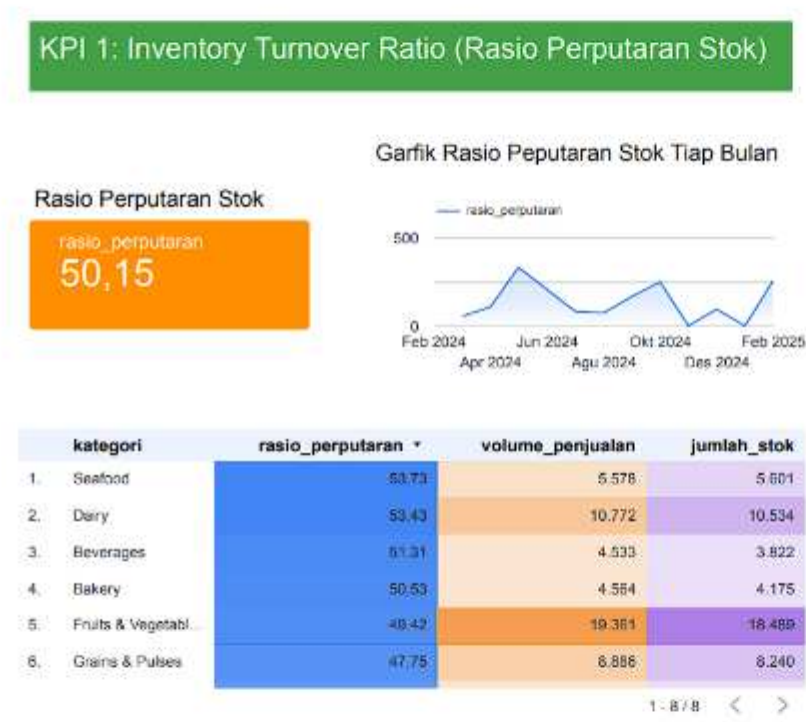 KPI 1: Inventory Turnover Ratio (Rasio Perputaran Stok)
Garfik Rasio Peputaran Stok Tiap Bulan
Rasio Perputaran Stok
rasio_perputaran
50,15
rasio_perputaran
500
0
Feb 2024 Jun 2024 Okt 2024 Feb 2025
Apr 2024 Agu 2024 Des 2024
kategori rasio_perputaran volume_penjualan jumlah_stok
1. Seafood 53,73 5.578 5.601
2. Dairy 53,43 10.772 10.534
3. Beverages 51,31 4.533 3.822
4. Bakery 50,53 4.564 4.175
5. Fruits & Vegetabl... 49,42 19.361 18.489
6. Grains & Pulses 47,75 8.240
1 - 8 / 8